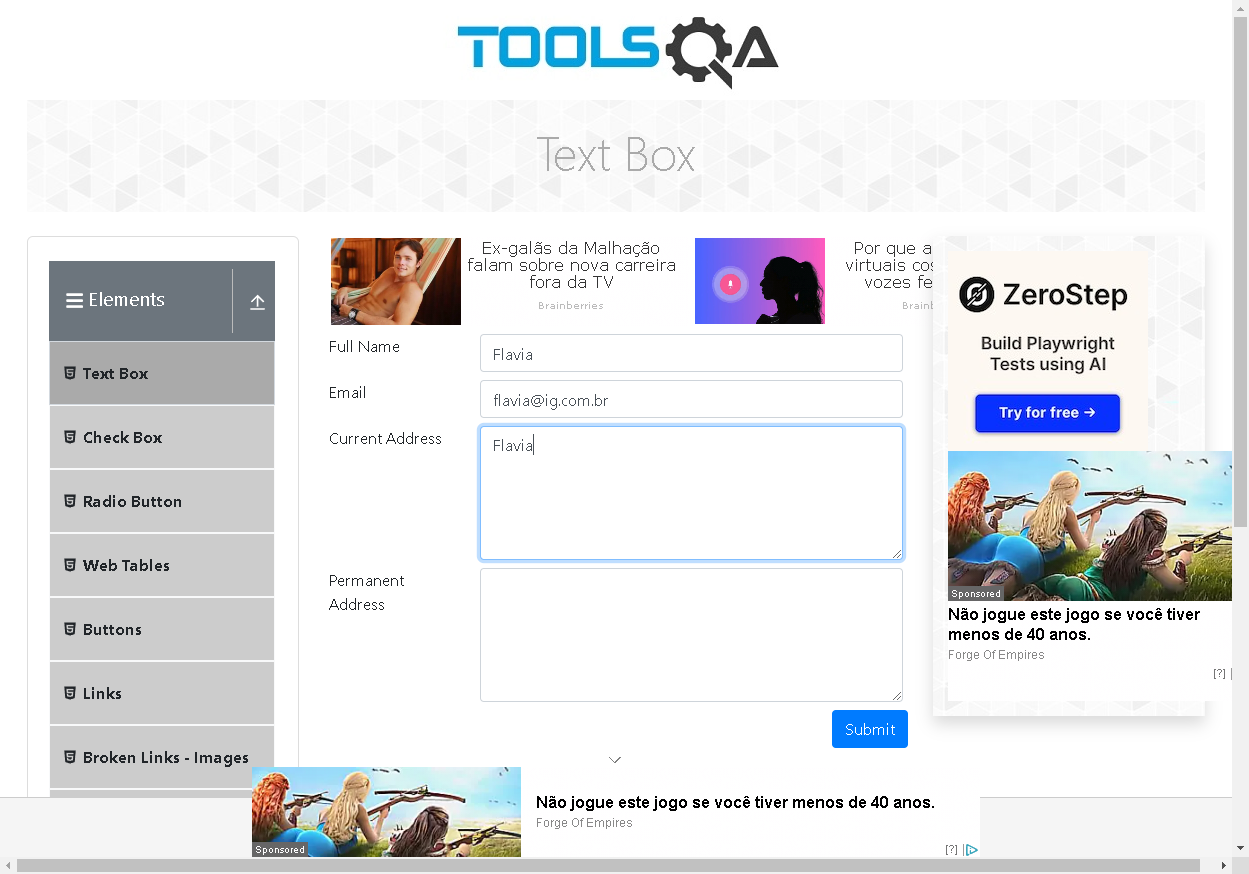 TOOLSQA
Text Box
Elements
Text Box
Check Box
Radio Button
Web Tables
Buttons
Links
Broken Links - Images
Ex-galãs da Malhação
falam sobre nova carreira
fora da TV
Brainberries
Por que a
virtuais cos
vozes fe
Brainb
Full Name
Flavia
Email
flavia@ig.com.br
Current Address
Flavia
Permanent
Address
Submit
ZeroStep
Build Playwright
Tests using AI
Try for free →
Sponsored
Não jogue este jogo se você tiver
menos de 40 anos.
Forge Of Empires
[?]
Sponsored
Não jogue este jogo se você tiver menos de 40 anos.
Forge Of Empires
[?]